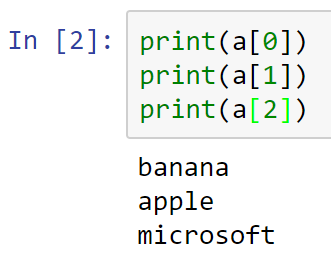 In [2]: print(a[0])
print(a[1])
print(a[2])
banana
apple
microsoft